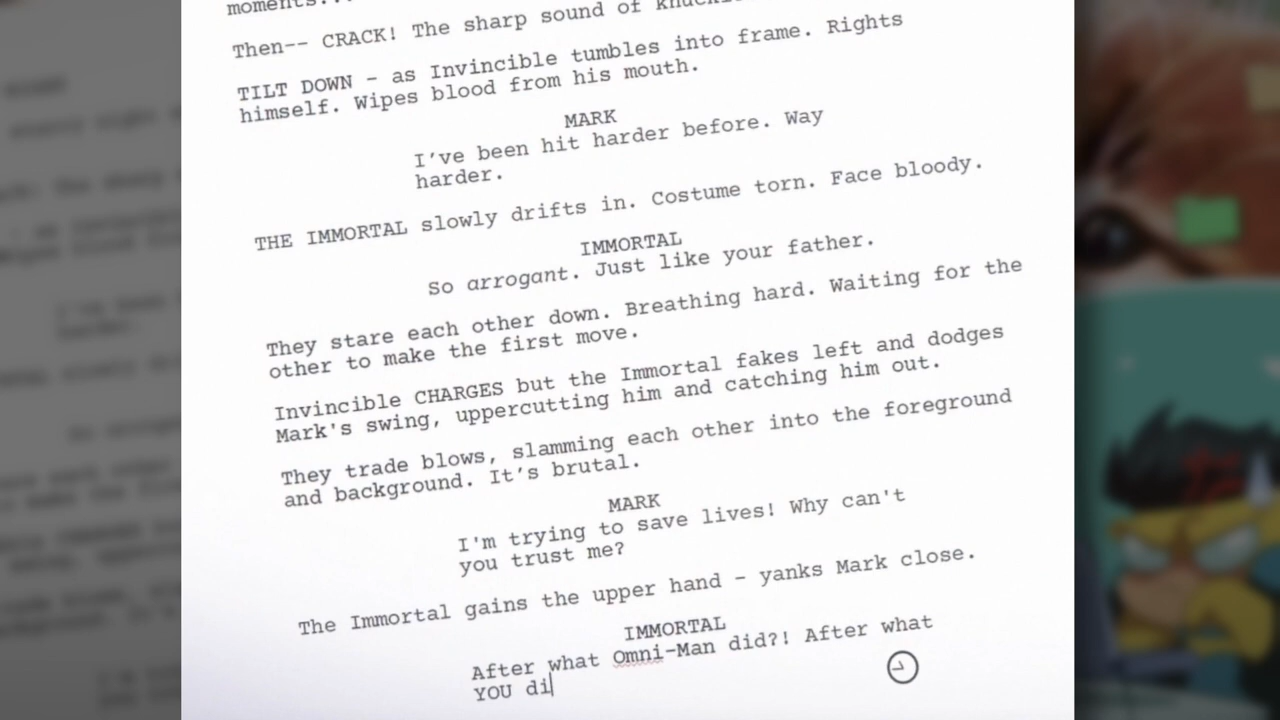 moments...
Then-- CRACK! The sharp sound of
TILT DOWN – as Invincible tumbles into frame. Rights
himself. Wipes blood from his mouth.
MARK
I've been hit harder before. Way
harder.
THE IMMORTAL slowly drifts in. Costume torn. Face bloody.
IMMORTAL
So arrogant. Just like your father.
They stare each other down. Breathing hard. Waiting for the
other to make the first move.
Invincible CHARGES but the Immortal fakes left and dodges
Mark's swing, uppercutting him and catching him out.
They trade blows, slamming each other into the foreground
and background. It's brutal.
MARK
I'm trying to save lives! Why can't
you trust me?
The Immortal gains the upper hand – yanks Mark close.
IMMORTAL
After what Omni-Man did?! After what
YOU di